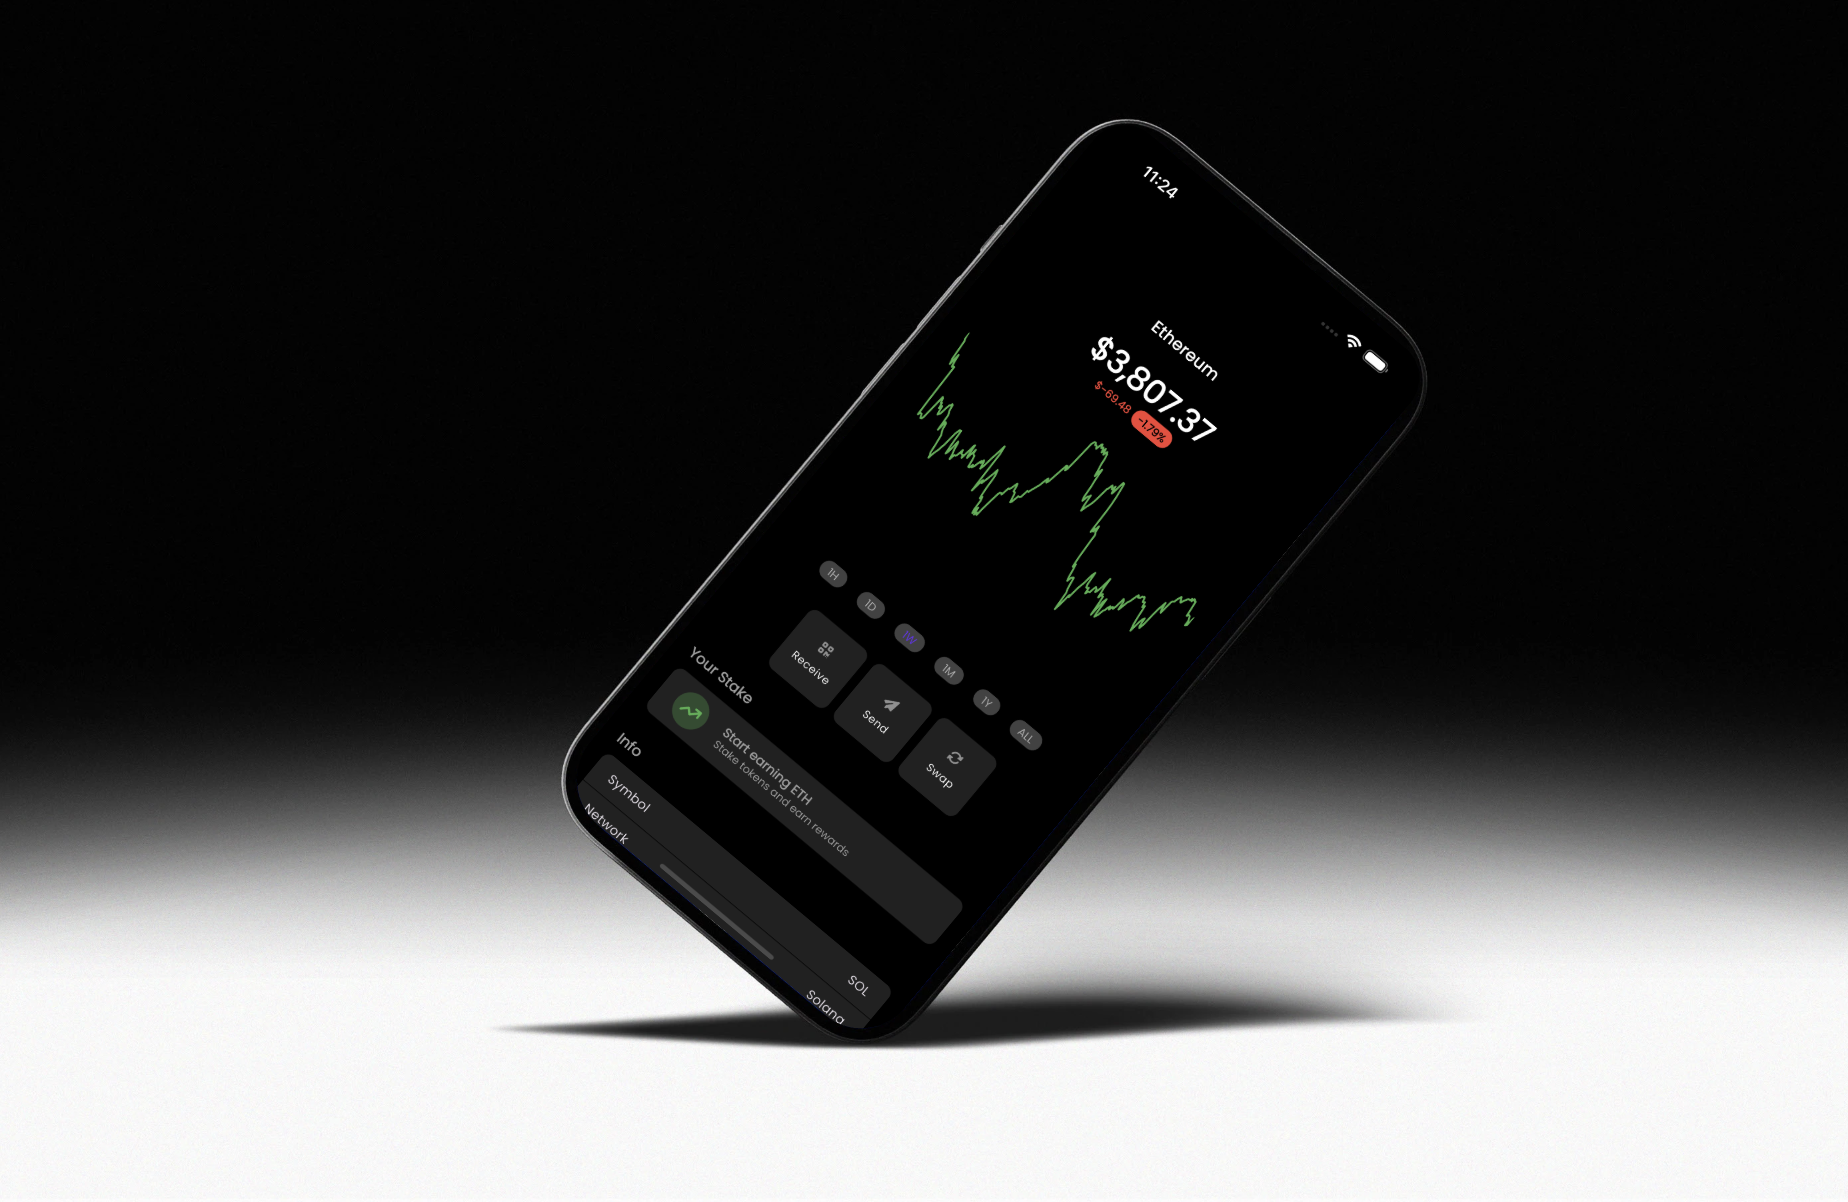 11:24
Ethereum
$3,807.37
$-69.48 -1.79%
1H 1D 1W 1M 1Y ALL
Receive Send Swap
Your Stake
Start earning ETH
Stake tokens and earn rewards
Info
Symbol SOL
Network Solana